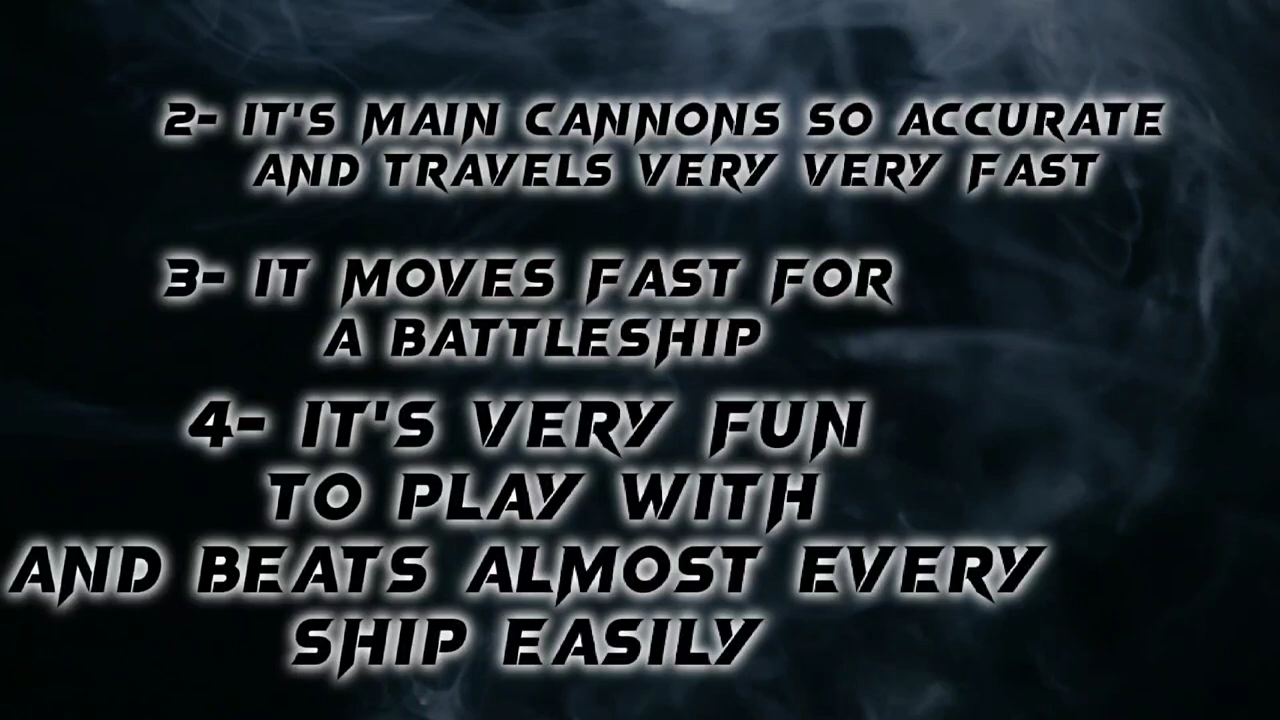 2- IT'S MAIN CANNONS SO ACCURATE
AND TRAVELS VERY VERY FAST
3- IT MOVES FAST FOR
A BATTLESHIP
4- IT'S VERY FUN
TO PLAY WITH
AND BEATS ALMOST EVERY
SHIP EASILY